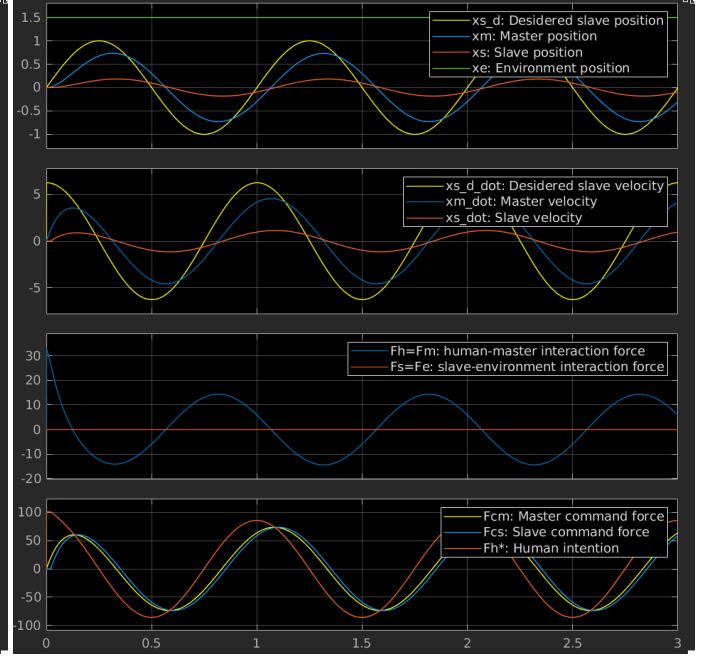 1.5
1
0.5
0
-0.5
-1
xs_d: Desidered slave position
xm: Master position
xs: Slave position
xe: Environment position
5
0
-5
xs_d_dot: Desidered slave velocity
xm_dot: Master velocity
xs_dot: Slave velocity
30
20
10
0
-10
-20
Fh=Fm: human-master interaction force
Fs=Fe: slave-environment interaction force
100
50
0
-50
-100
Fcm: Master command force
Fcs: Slave command force
Fh*: Human intention
0 0.5 1 1.5 2 2.5 3